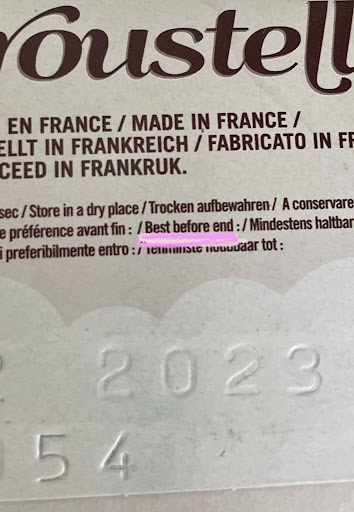 roustell
EN FRANCE / MADE IN FRANCE /
ELLT IN FRANKREICH / FABRICATO IN FR
CEED IN FRANKRIJK.
sec / Store in a dry place / Trocken aufbewahren / A conservare
e préférence avant fin : / Best before end : / Mindestens haltbar
i preferibilmente entro : / Tenminste houdbaar tot :
2023
54